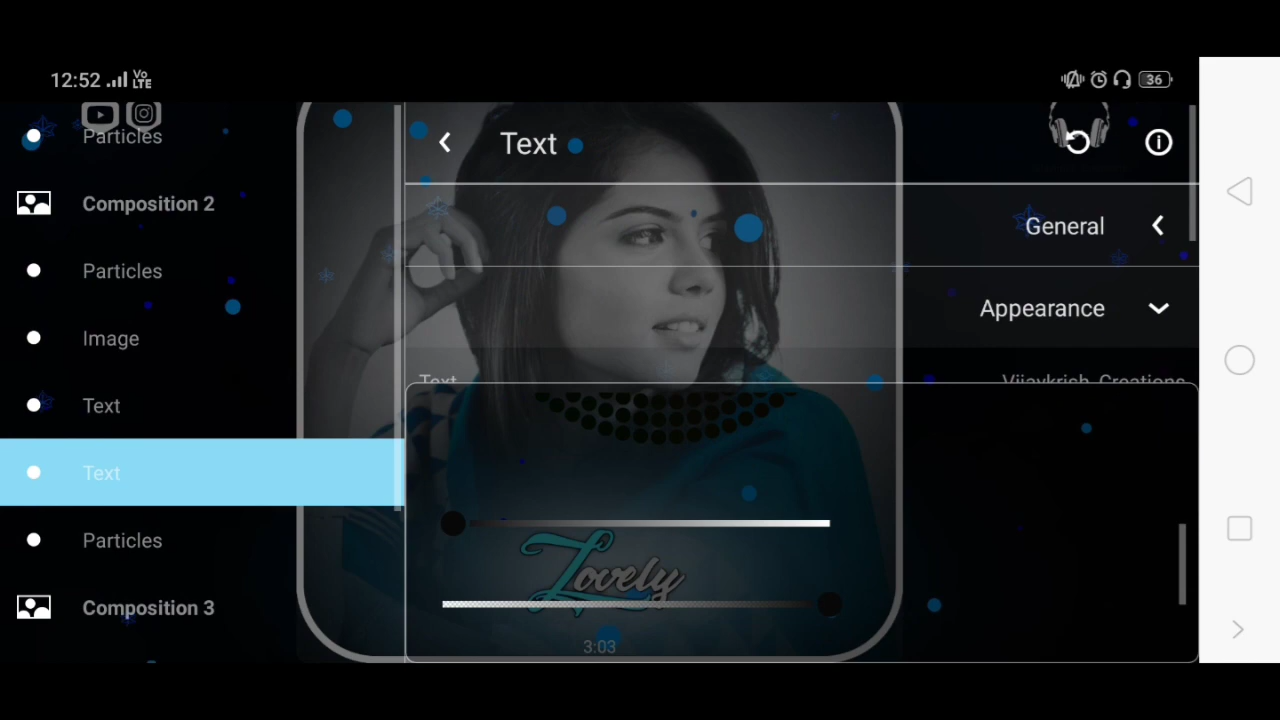 12:52 VoLTE
36
Particles
Composition 2
Particles
Image
Text
Text
Particles
Composition 3
Text
General
Appearance
Text Vijaykrish Creations
Lovely
3:03